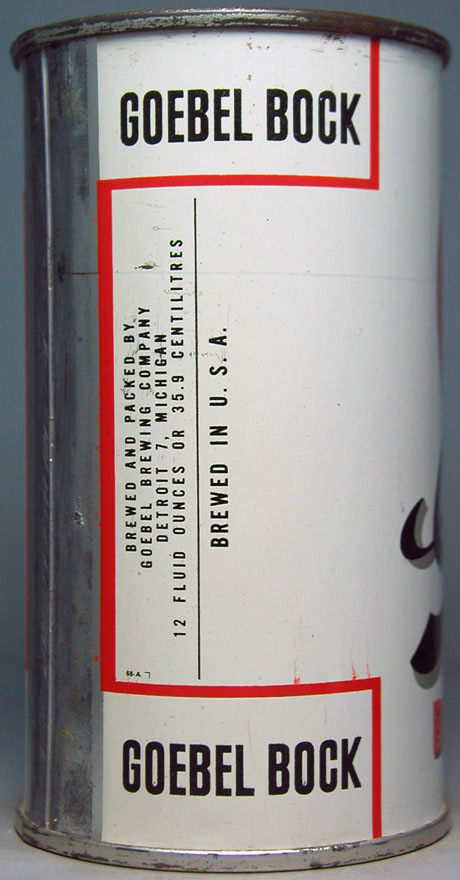 GOEBEL BOCK
BREWED AND PACKED BY
GOEBEL BREWING COMPANY
DETROIT 7, MICHIGAN
12 FLUID OUNCES OR 35.9 CENTILITRES
BREWED IN U. S. A.
GOEBEL BOCK